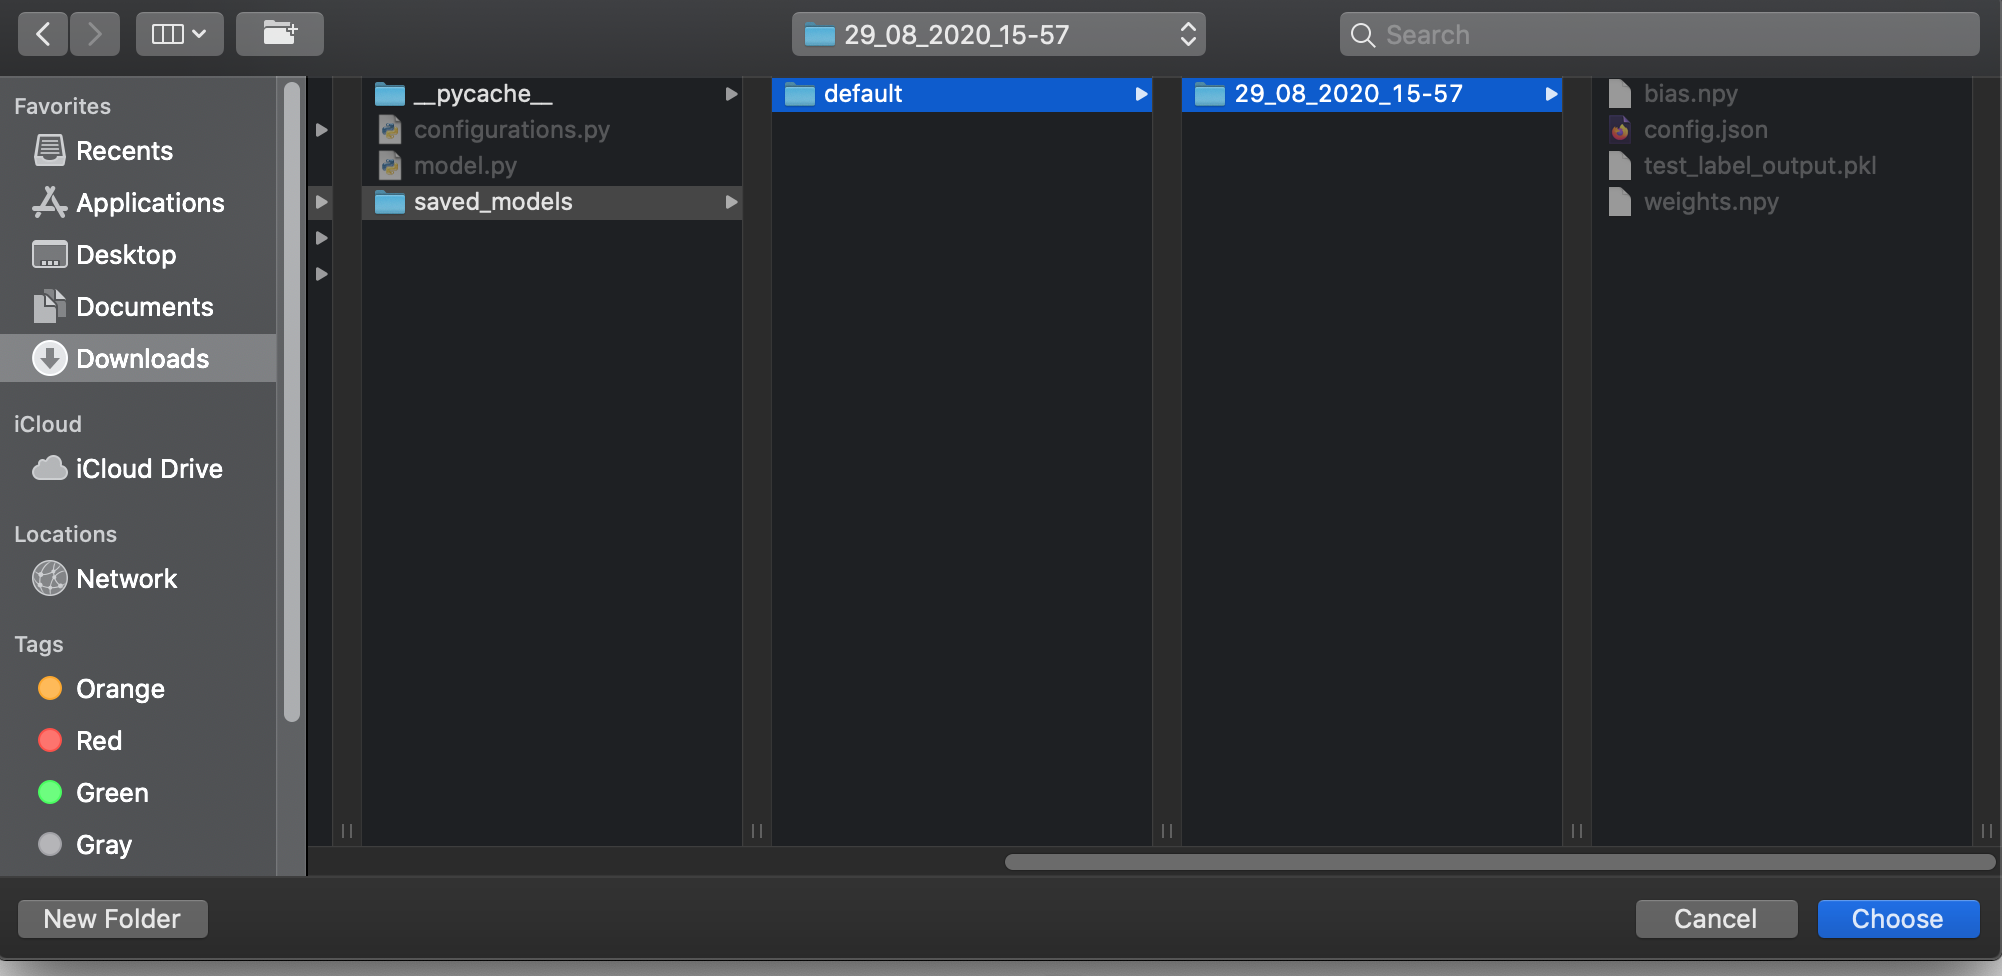 29_08_2020_15-57
Search
Favorites
Recents
Applications
Desktop
Documents
Downloads
iCloud
iCloud Drive
Locations
Network
Tags
Orange
Red
Green
Gray
__pycache__
configurations.py
model.py
saved_models
default
29_08_2020_15-57
bias.npy
config.json
test_label_output.pkl
weights.npy
New Folder
Cancel
Choose